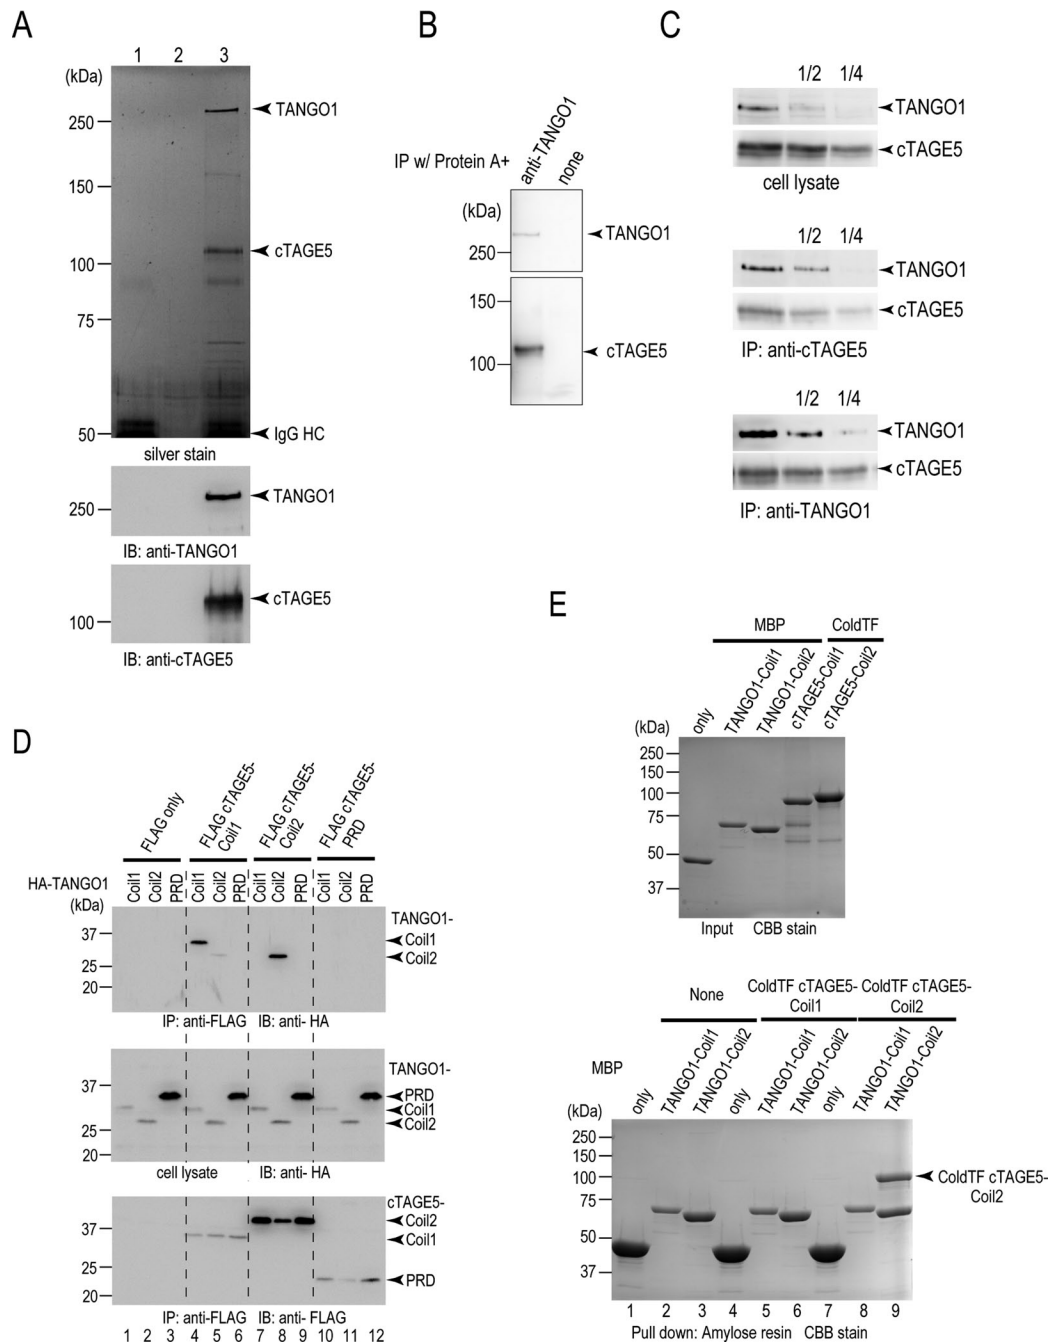 A
1 2 3
(kDa)
TANGO1
250
150
cTAGE5
100
75
50
IgG HC
silver stain
TANGO1
250
IB: anti-TANGO1
cTAGE5
100
IB: anti-cTAGE5
B
IP w/ Protein A+
anti-TANGO1
none
(kDa)
TANGO1
250
150
cTAGE5
100
C
1/2 1/4
TANGO1
cTAGE5
cell lysate
1/2 1/4
TANGO1
cTAGE5
IP: anti-cTAGE5
1/2 1/4
TANGO1
cTAGE5
IP: anti-TANGO1
D
FLAG only
FLAG cTAGE5-
Coil1
FLAG cTAGE5-
Coil2
FLAG cTAGE5-
PRD
HA-TANGO1
Coil1 Coil2 PRD Coil1 Coil2 PRD Coil1 Coil2 PRD Coil1 Coil2 PRD
(kDa)
TANGO1-
37
Coil1
Coil2
25
20
IP: anti-FLAG IB: anti- HA
TANGO1-
37
PRD
Coil1
Coil2
25
20
cell lysate IB: anti- HA
cTAGE5-
Coil2
37
Coil1
25
PRD
20
IP: anti-FLAG IB: anti- FLAG
1 2 3 4 5 6 7 8 9 10 11 12
E
MBP ColdTF
only
TANGO1-Coil1
TANGO1-Coil2
cTAGE5-Coil1
cTAGE5-Coil2
(kDa)
250
150
100
75
50
37
Input CBB stain
None
ColdTF cTAGE5-
Coil1
ColdTF cTAGE5-
Coil2
MBP
only
TANGO1-Coil1
TANGO1-Coil2
only
TANGO1-Coil1
TANGO1-Coil2
only
TANGO1-Coil1
TANGO1-Coil2
(kDa)
250
150
100
ColdTF cTAGE5-
Coil2
75
50
37
1 2 3 4 5 6 7 8 9
Pull down: Amylose resin CBB stain